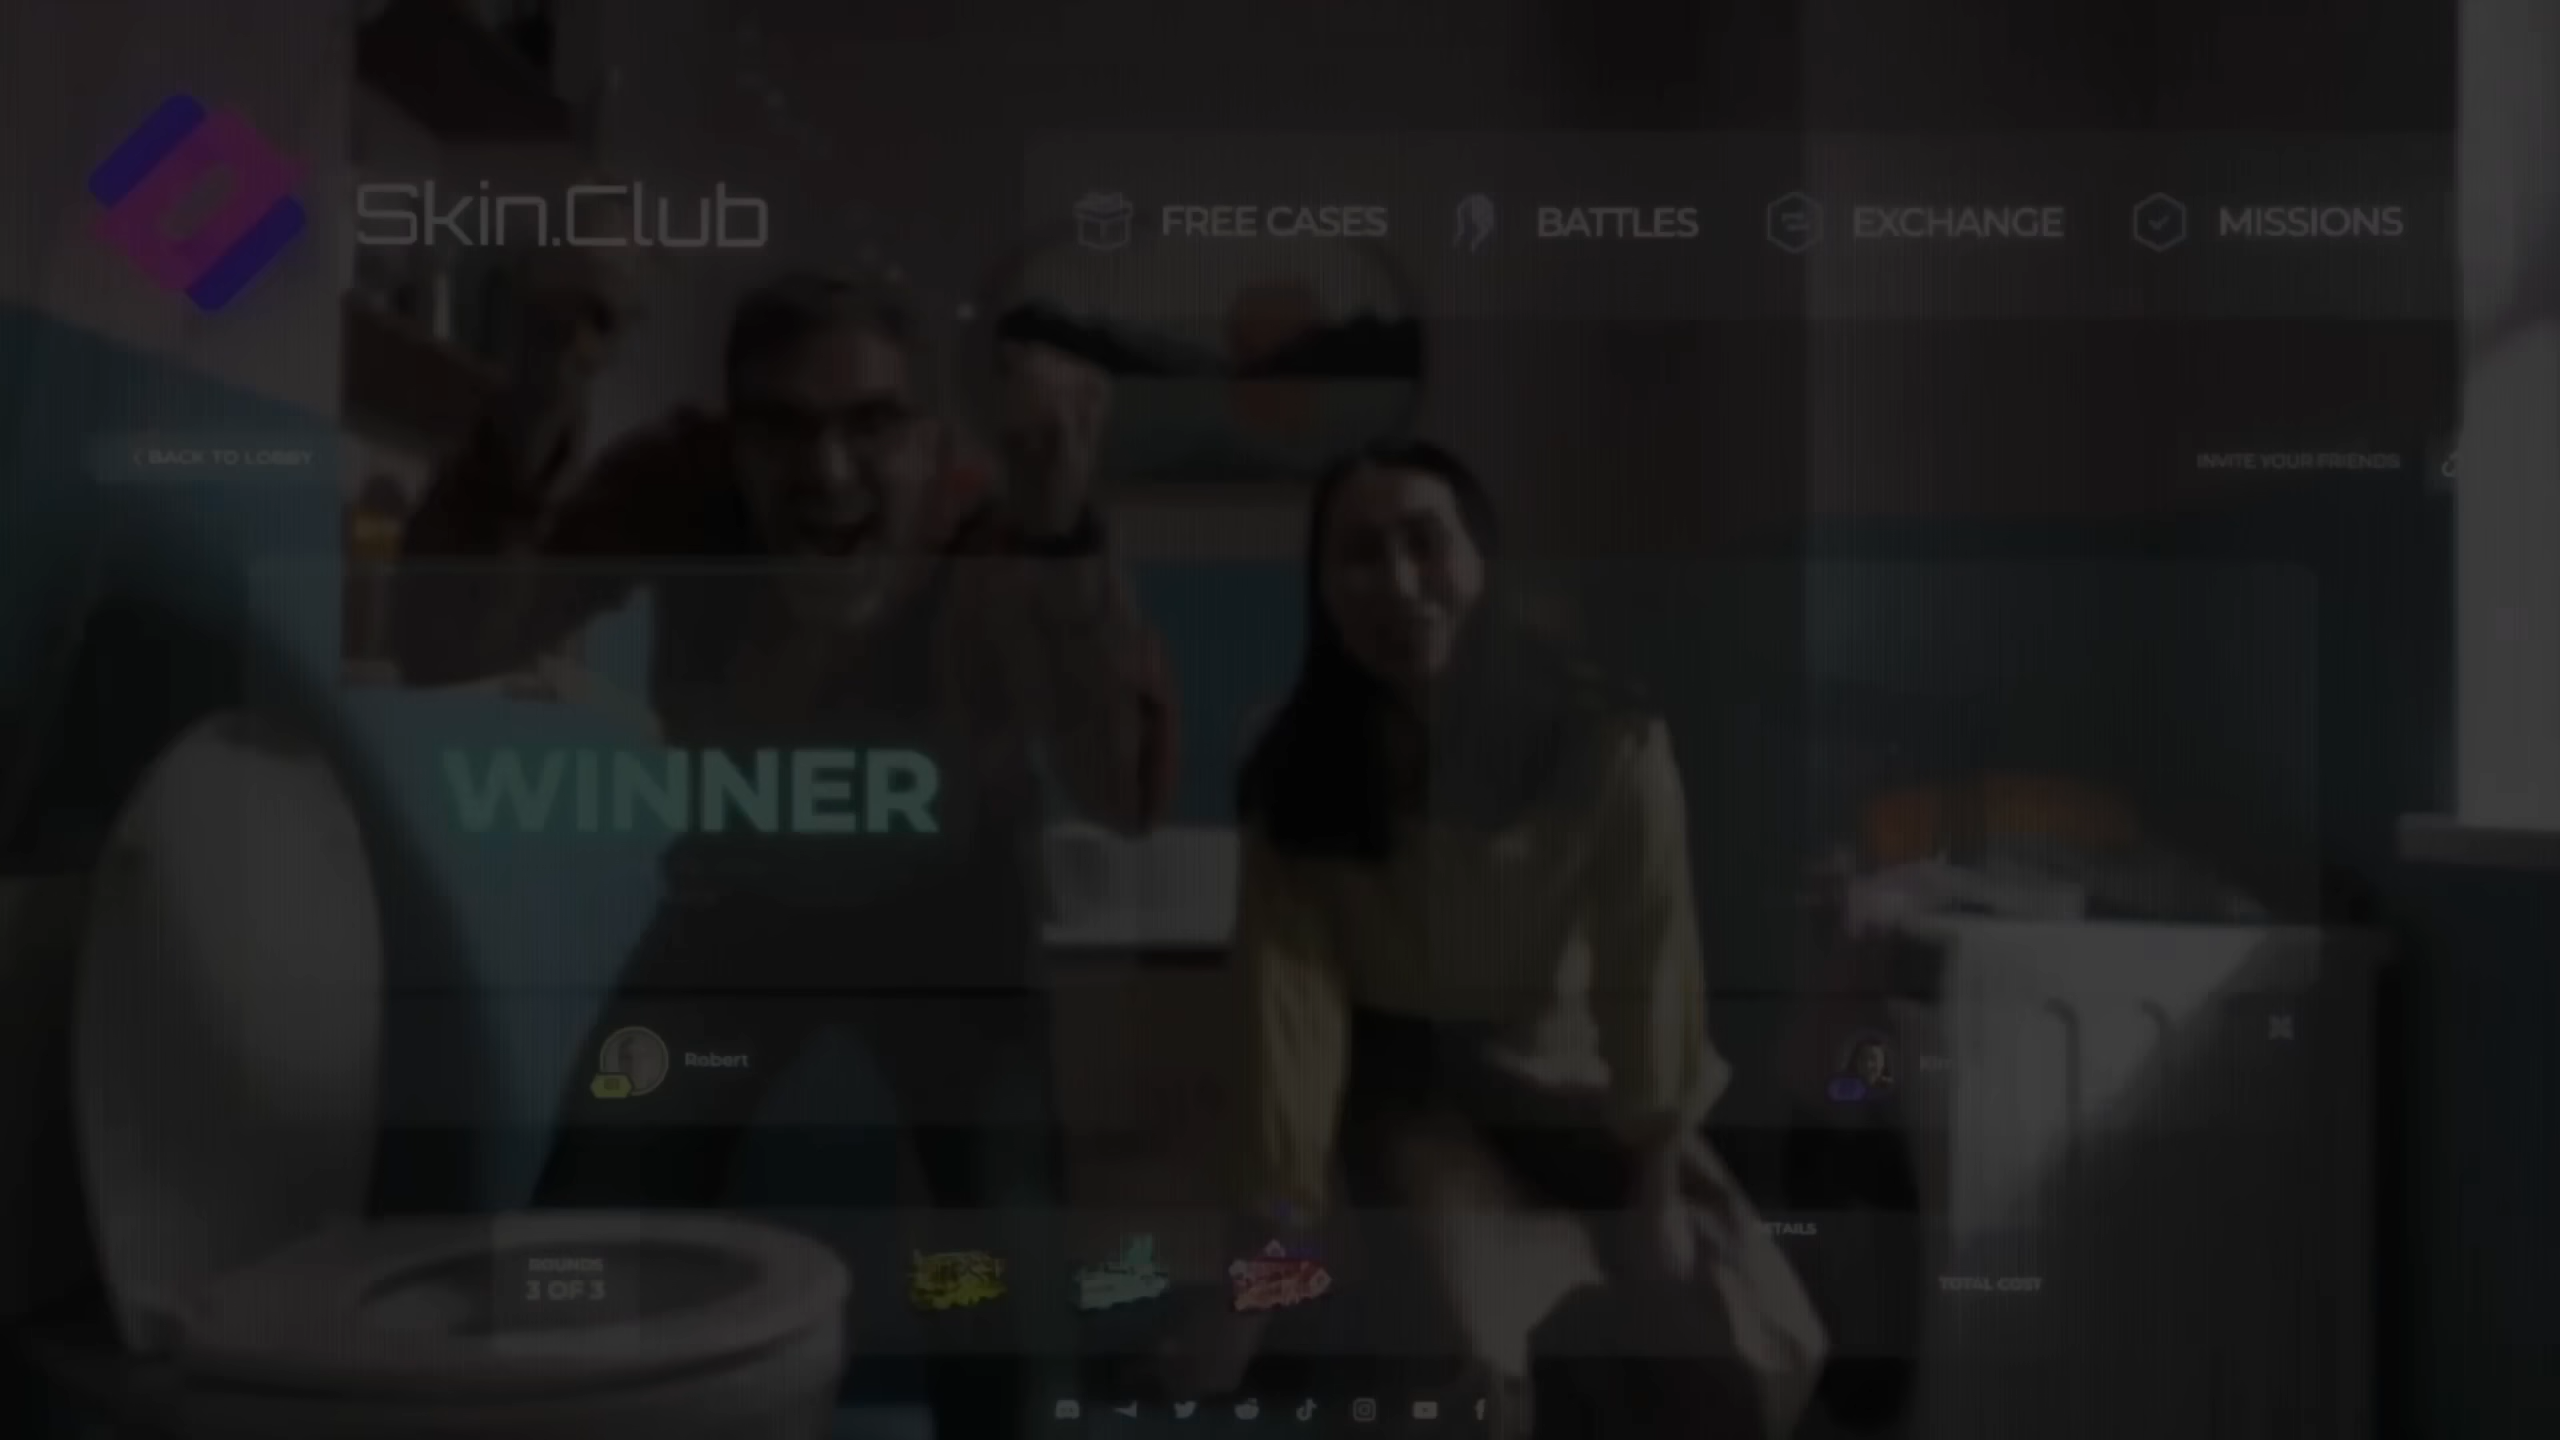 Skin.Club
FREE CASES
BATTLES
EXCHANGE
MISSIONS
BACK TO LOBBY
INVITE YOUR FRIENDS
WINNER
Robert
ROUNDS
3 OF 3
TOTAL COST